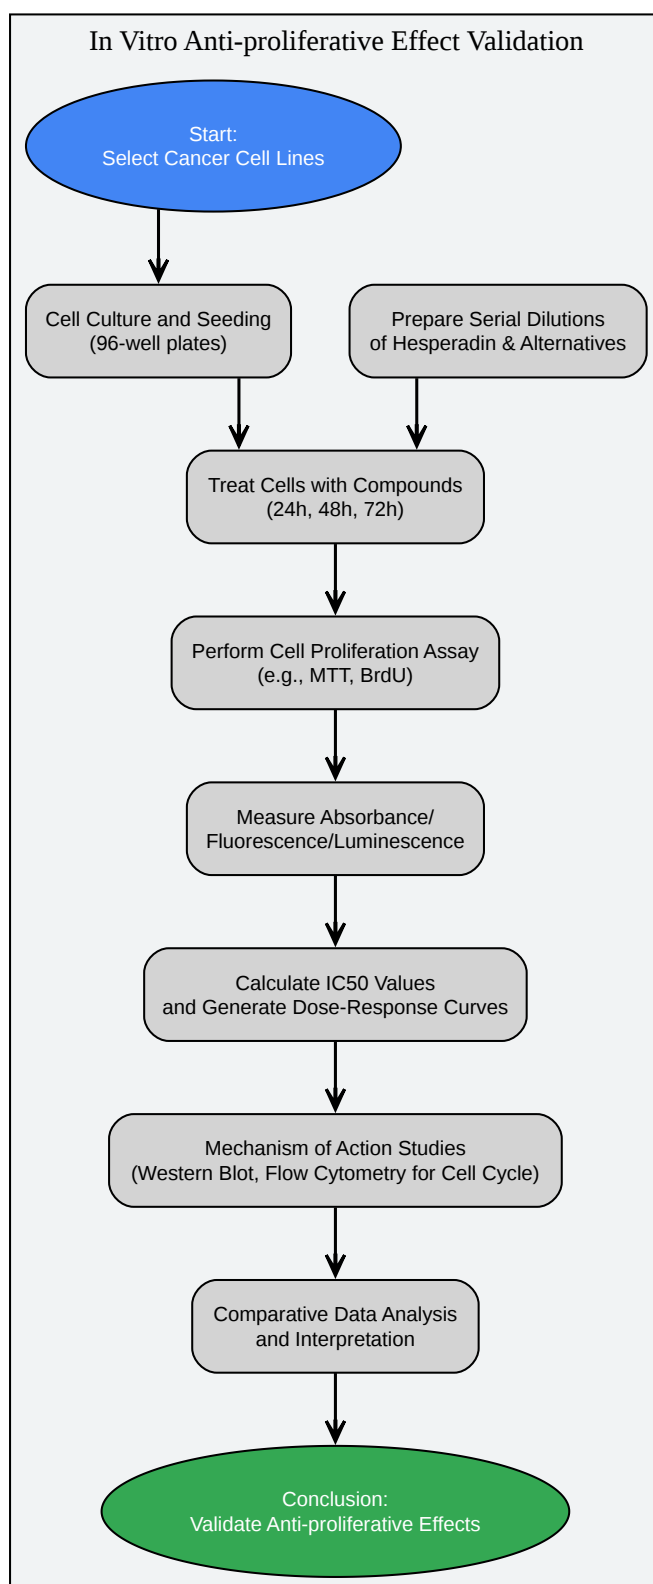 In Vitro Anti-proliferative Effect Validation
Start:
Select Cancer Cell Lines
Cell Culture and Seeding
(96-well plates)
Prepare Serial Dilutions
of Hesperadin & Alternatives
Treat Cells with Compounds
(24h, 48h, 72h)
Perform Cell Proliferation Assay
(e.g., MTT, BrdU)
Measure Absorbance/
Fluorescence/Luminescence
Calculate IC50 Values
and Generate Dose-Response Curves
Mechanism of Action Studies
(Western Blot, Flow Cytometry for Cell Cycle)
Comparative Data Analysis
and Interpretation
Conclusion:
Validate Anti-proliferative Effects